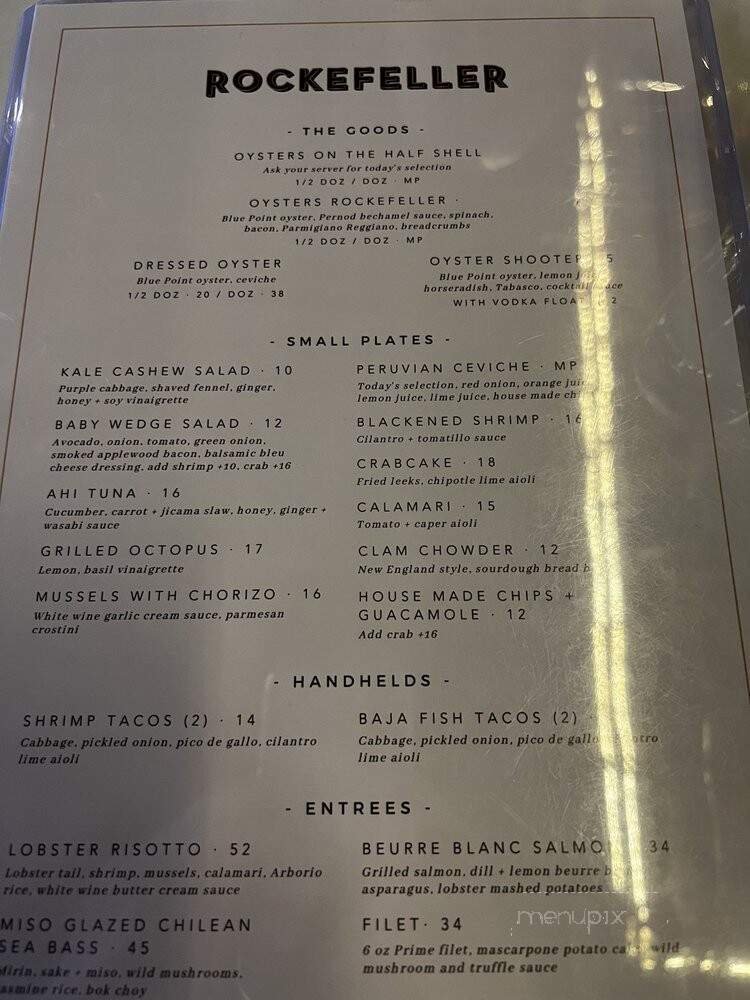 ROCKEFELLER
- THE GOODS -
OYSTERS ON THE HALF SHELL
Ask your server for today's selection
1/2 DOZ / DOZ · MP
OYSTERS ROCKEFELLER ·
Blue Point oyster, Pernod bechamel sauce, spinach,
bacon, Parmigiano Reggiano, breadcrumbs
1/2 DOZ / DOZ · MP
DRESSED OYSTER
Blue Point oyster, ceviche
1/2 DOZ · 20 / DOZ · 38
OYSTER SHOOTER
Blue Point oyster, lemon
horseradish, Tabasco, cocktail sauce
WITH VODKA FLOAT
- SMALL PLATES -
KALE CASHEW SALAD · 10
Purple cabbage, shaved fennel, ginger,
honey + soy vinaigrette
BABY WEDGE SALAD · 12
Avocado, onion, tomato, green onion,
smoked applewood bacon, balsamic bleu
cheese dressing, add shrimp +10, crab +16
AHI TUNA · 16
Cucumber, carrot + jicama slaw, honey, ginger +
wasabi sauce
GRILLED OCTOPUS · 17
Lemon, basil vinaigrette
MUSSELS WITH CHORIZO · 16
White wine garlic cream sauce, parmesan
crostini
PERUVIAN CEVICHE · MP
Today's selection, red onion, orange juice,
lemon juice, lime juice, house made
BLACKENED SHRIMP · 16
Cilantro + tomatillo sauce
CRABCAKE · 18
Fried leeks, chipotle lime aioli
CALAMARI · 15
Tomato + caper aioli
CLAM CHOWDER · 12
New England style, sourdough bread
HOUSE MADE CHIPS +
GUACAMOLE · 12
Add crab +16
- HANDHELDS -
SHRIMP TACOS (2) · 14
Cabbage, pickled onion, pico de gallo, cilantro
lime aioli
BAJA FISH TACOS (2) ·
Cabbage, pickled onion, pico de gallo, cilantro
lime aioli
- ENTREES -
LOBSTER RISOTTO · 52
Lobster tail, shrimp, mussels, calamari, Arborio
rice, white wine butter cream sauce
MISO GLAZED CHILEAN
SEA BASS · 45
Mirin, sake + miso, wild mushrooms,
jasmine rice, bok choy
BEURRE BLANC SALMON 34
Grilled salmon, dill + lemon beurre
asparagus, lobster mashed potatoes
FILET · 34
6 oz Prime filet, mascarpone potato wild
mushroom and truffle sauce
menupix